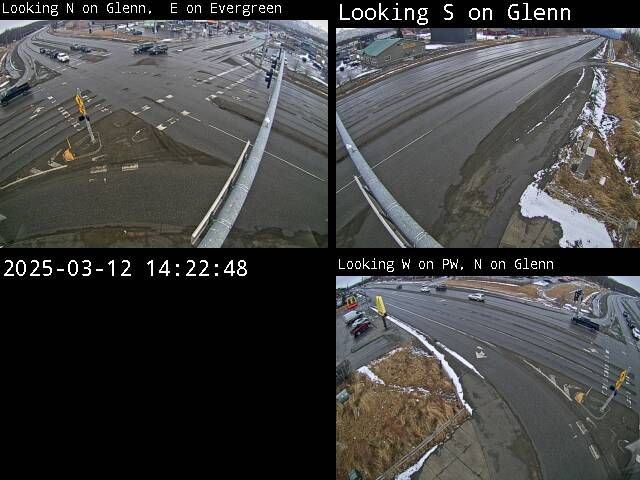 Looking N on Glenn,  E on Evergreen
Looking S on Glenn
2025-03-12 14:22:48
Looking W on PW, N on Glenn